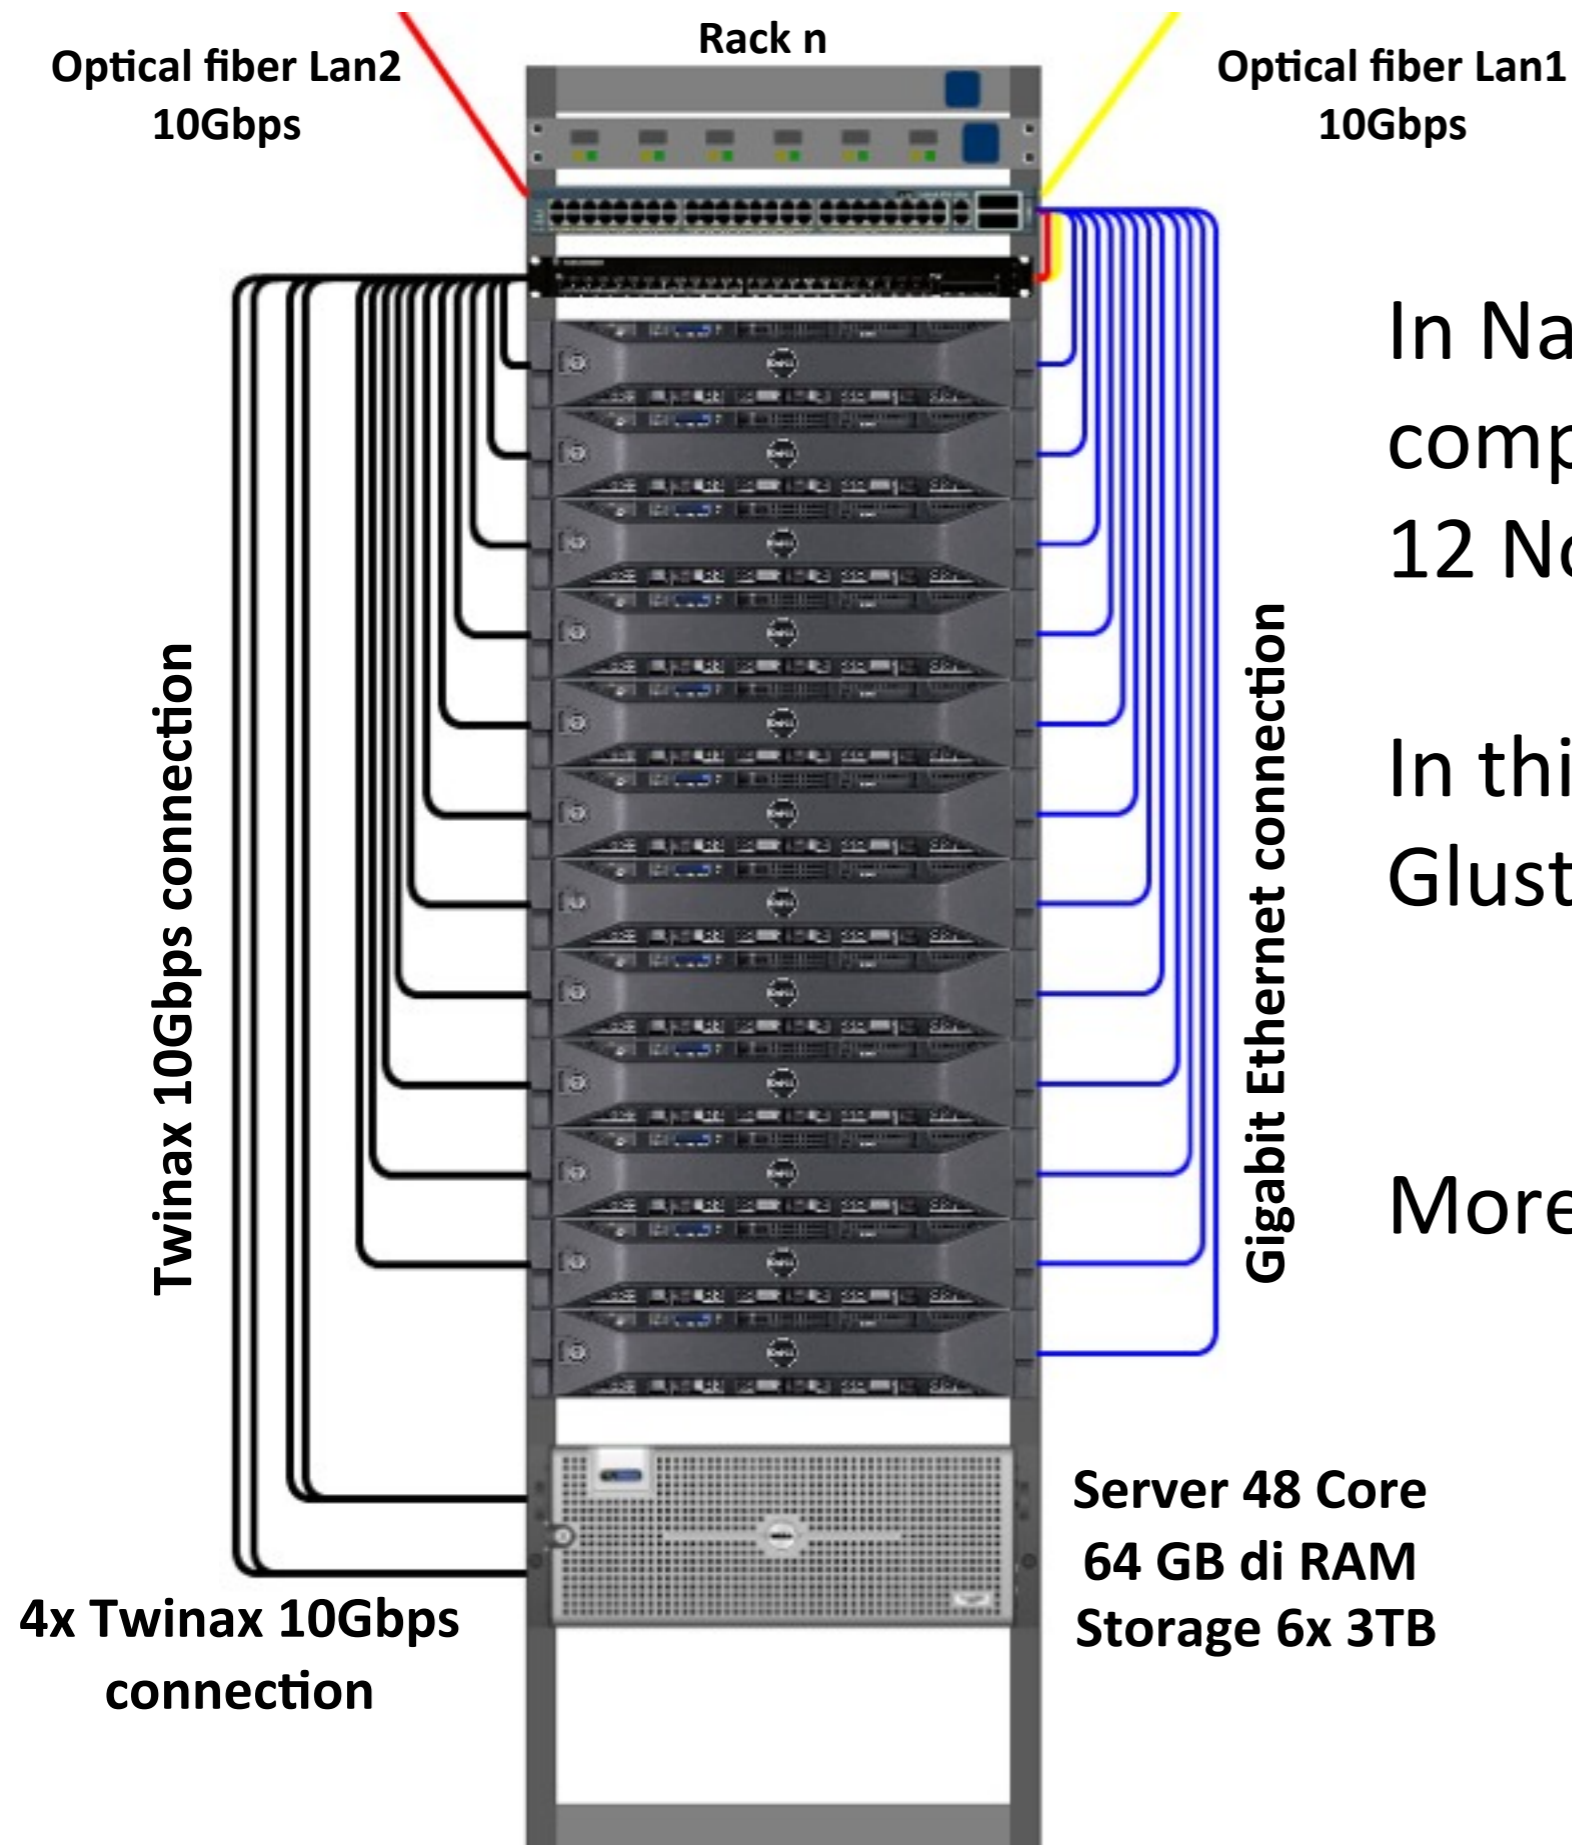 Rack n
Optical fiber Lan2
10Gbps
Optical fiber Lan1
10Gbps
Twinax 10Gbps connection
Gigabit Ethernet connection
In Na
comp
12 No
In thi
Glust
More
Server 48 Core
64 GB di RAM
Storage 6x 3TB
4x Twinax 10Gbps
connection